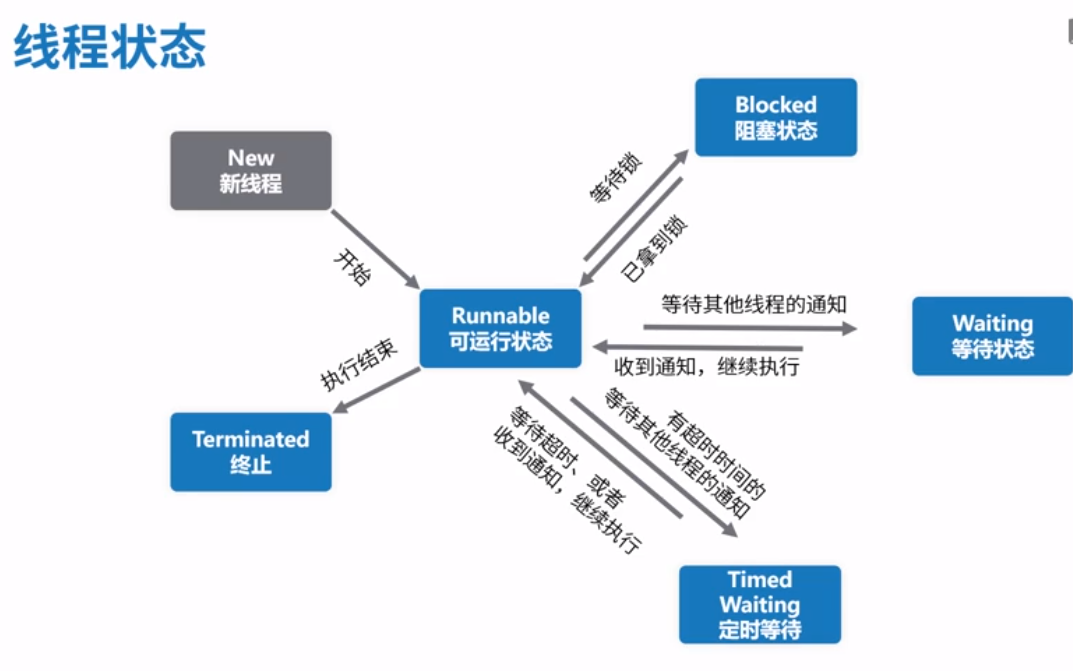 线程状态
Blocked
阻塞状态
New
新线程
等待锁
已拿到锁
开始
等待其他线程的通知
Runnable
可运行状态
Waiting
等待状态
收到通知，继续执行
执行结束
有超时时间的
等待其他线程的通知
等待超时、或者
收到通知，继续执行
Terminated
终止
Timed
Waiting
定时等待